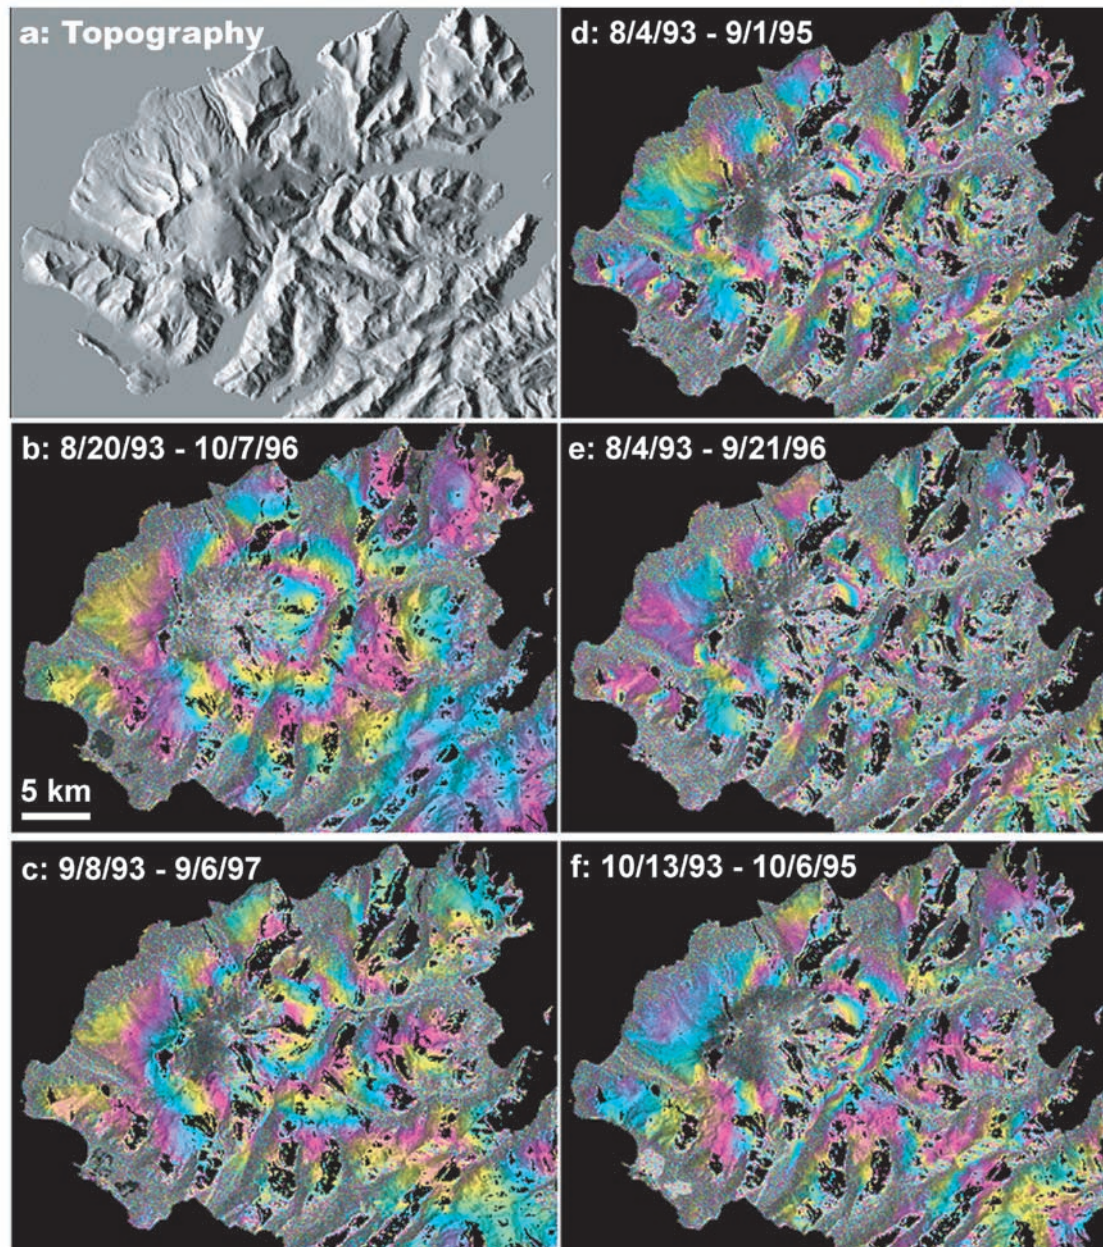 a: Topography
d: 8/4/93 - 9/1/95
b: 8/20/93 - 10/7/96
e: 8/4/93 - 9/21/96
5 km
c: 9/8/93 - 9/6/97
f: 10/13/93 - 10/6/95